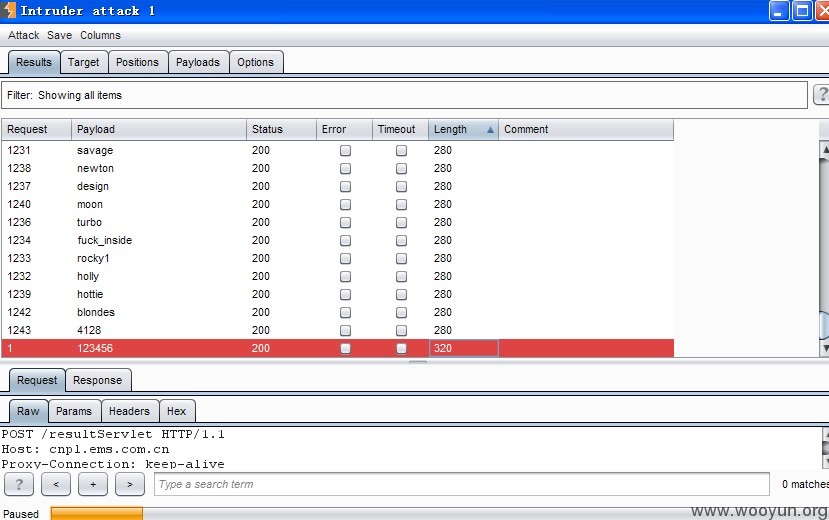 Intruder attack 1
Attack Save Columns
Results Target Positions Payloads Options
Filter: Showing all items
?
Request Payload Status Error Timeout Length Comment
1231 savage 200 280
1238 newton 200 280
1237 design 200 280
1240 moon 200 280
1236 turbo 200 280
1234 fuck_inside 200 280
1233 rocky1 200 280
1232 holly 200 280
1239 hottie 200 280
1242 blondes 200 280
1243 4128 200 280
1 123456 200 320
Request Response
Raw Params Headers Hex
POST /resultServlet HTTP/1.1
Host: cnpl.ems.com.cn
Proxy-Connection: keep-alive
? < + > Type a search term 0 matches
Paused
www.wooyun.org